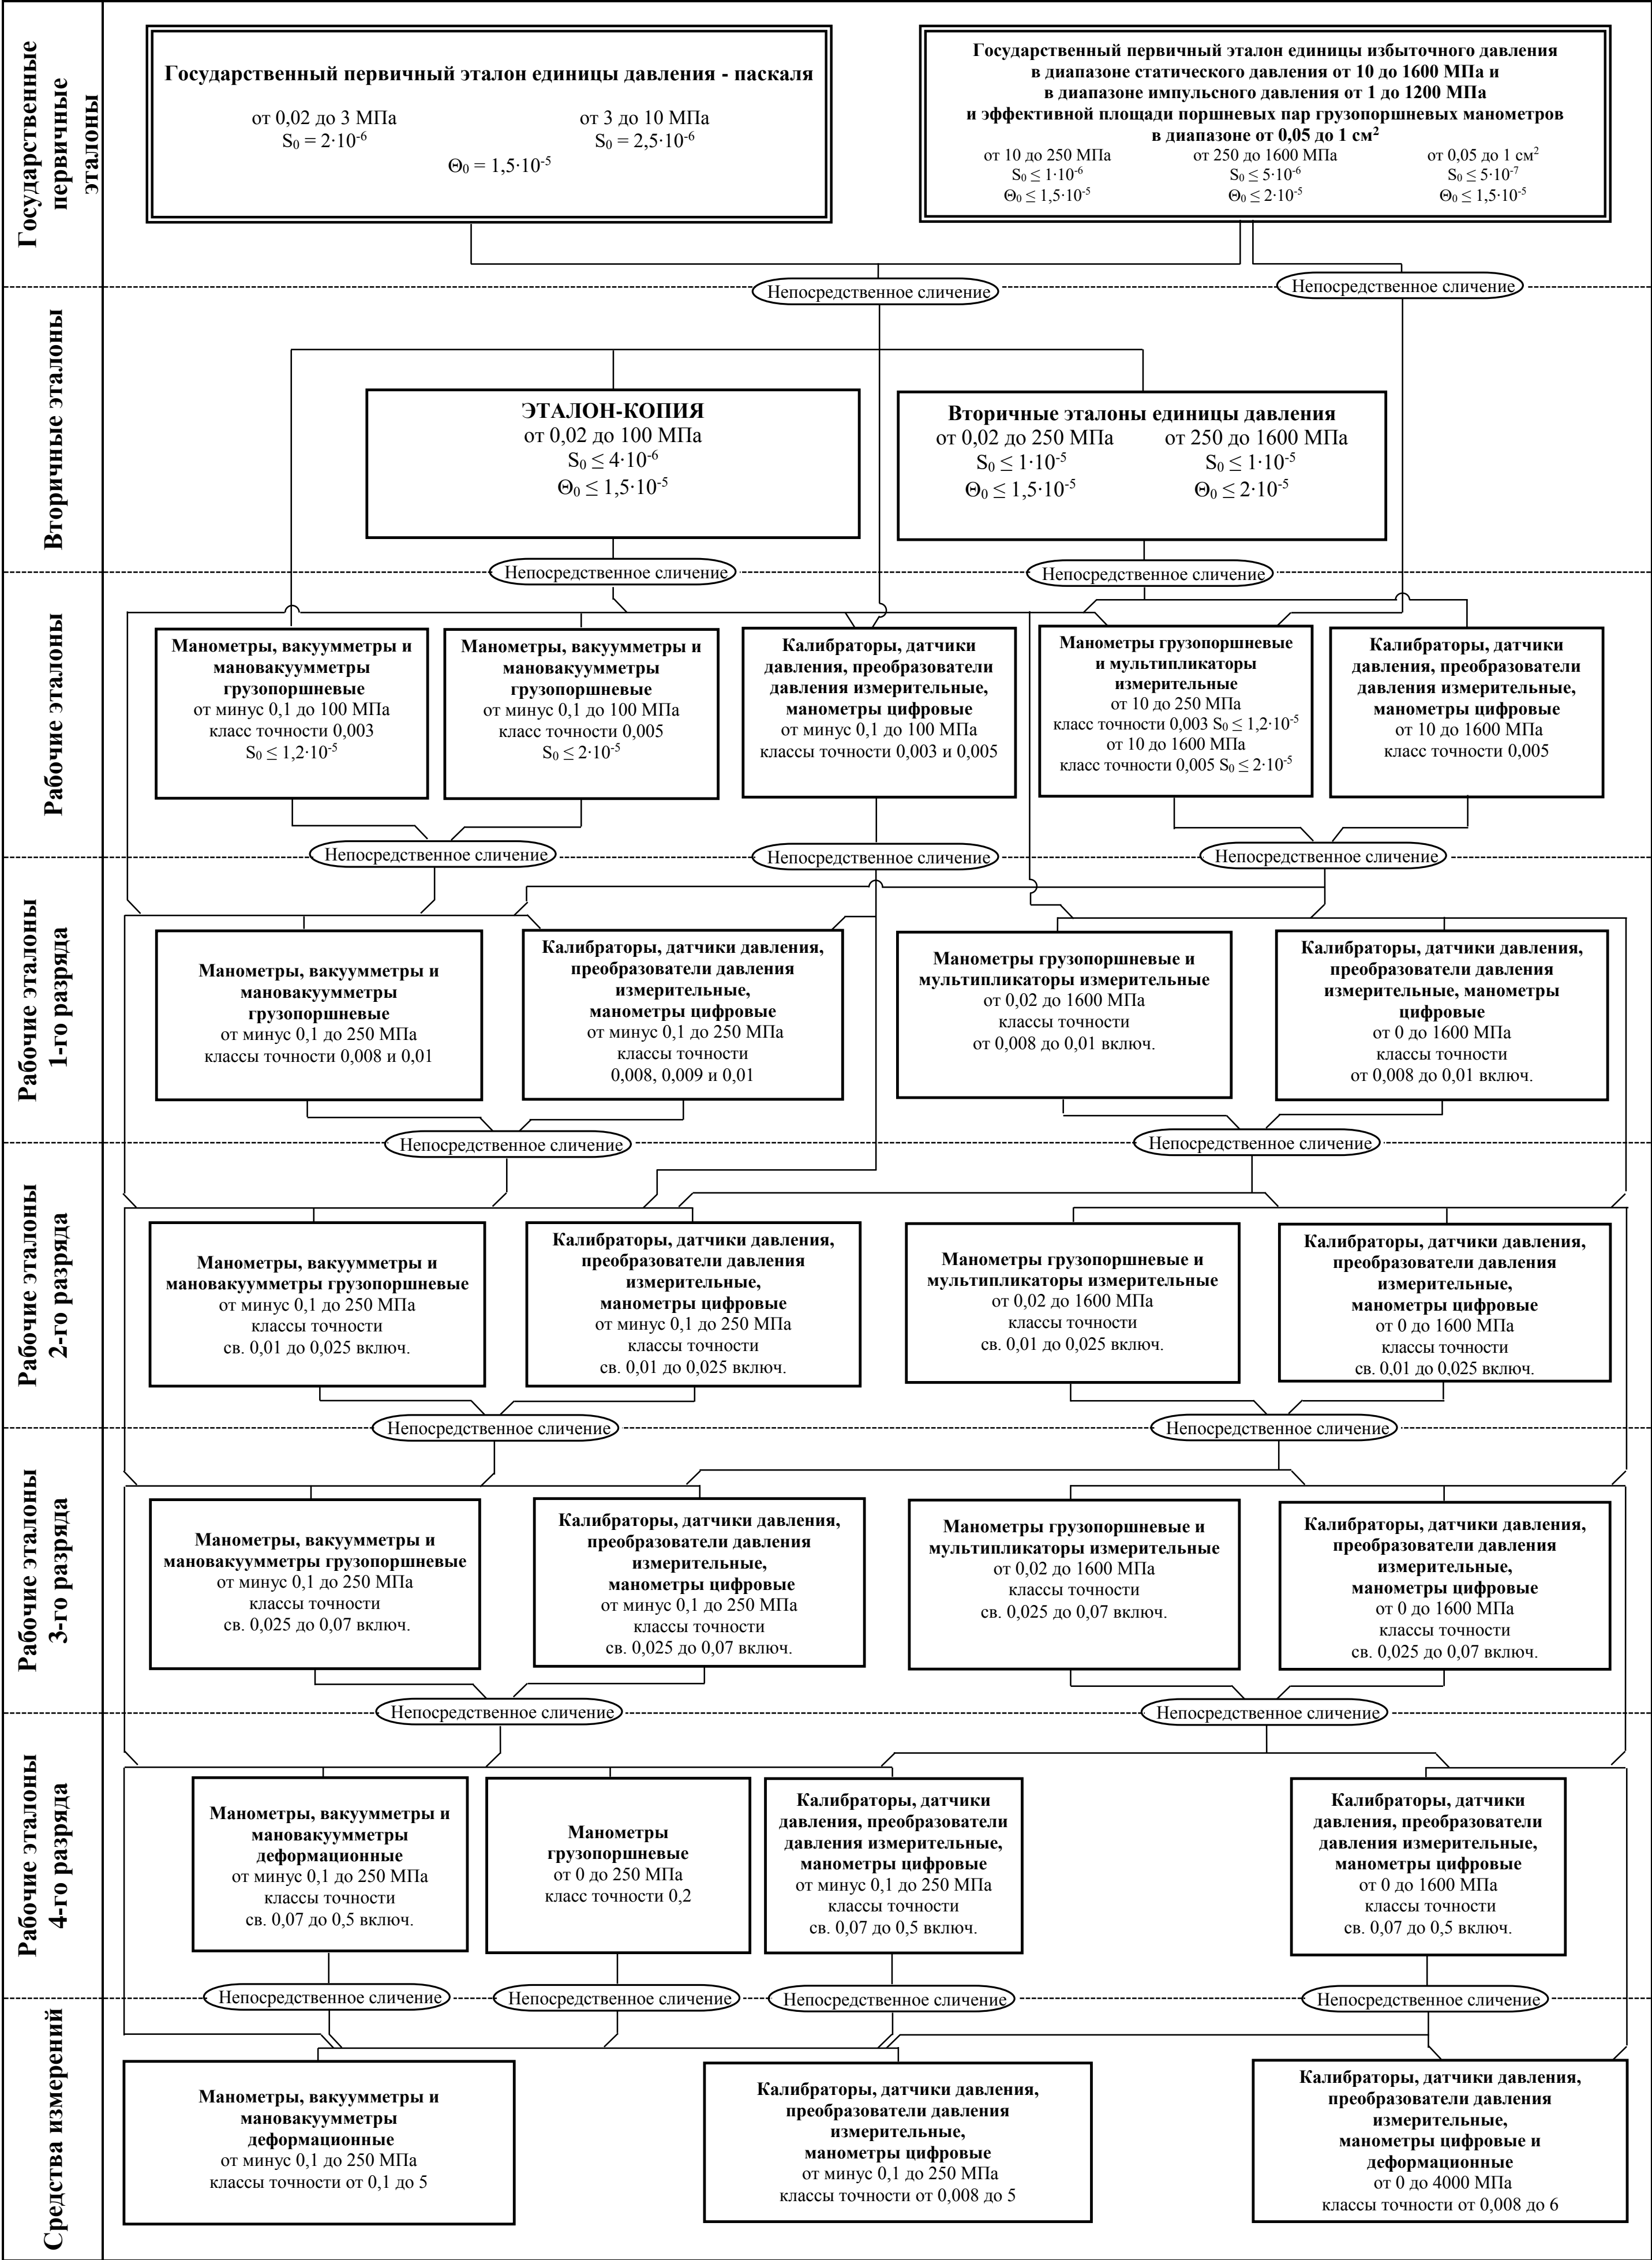 Государственные
первичные
эталоны
Государственный первичный эталон единицы давления - паскаля
от 0,02 до 3 МПа
S₀ = 2·10⁻⁶
от 3 до 10 МПа
S₀ = 2,5·10⁻⁶
Θ₀ = 1,5·10⁻⁵
Государственный первичный эталон единицы избыточного давления
в диапазоне статического давления от 10 до 1600 МПа и
в диапазоне импульсного давления от 1 до 1200 МПа
и эффективной площади поршневых пар грузопоршневых манометров
в диапазоне от 0,05 до 1 см²
от 10 до 250 МПа
S₀ ≤ 1·10⁻⁶
Θ₀ ≤ 1,5·10⁻⁵
от 250 до 1600 МПа
S₀ ≤ 5·10⁻⁶
Θ₀ ≤ 2·10⁻⁵
от 0,05 до 1 см²
S₀ ≤ 5·10⁻⁷
Θ₀ ≤ 1,5·10⁻⁵
Непосредственное сличение
Непосредственное сличение
Вторичные эталоны
ЭТАЛОН-КОПИЯ
от 0,02 до 100 МПа
S₀ ≤ 4·10⁻⁶
Θ₀ ≤ 1,5·10⁻⁵
Вторичные эталоны единицы давления
от 0,02 до 250 МПа
S₀ ≤ 1·10⁻⁵
Θ₀ ≤ 1,5·10⁻⁵
от 250 до 1600 МПа
S₀ ≤ 1·10⁻⁵
Θ₀ ≤ 2·10⁻⁵
Непосредственное сличение
Непосредственное сличение
Рабочие эталоны
Манометры, вакуумметры и
мановакуумметры
грузопоршневые
от минус 0,1 до 100 МПа
класс точности 0,003
S₀ ≤ 1,2·10⁻⁵
Манометры, вакуумметры и
мановакуумметры
грузопоршневые
от минус 0,1 до 100 МПа
класс точности 0,005
S₀ ≤ 2·10⁻⁵
Калибраторы, датчики
давления, преобразователи
давления измерительные,
манометры цифровые
от минус 0,1 до 100 МПа
классы точности 0,003 и 0,005
Манометры грузопоршневые
и мультипликаторы
измерительные
от 10 до 250 МПа
класс точности 0,003 S₀ ≤ 1,2·10⁻⁵
от 10 до 1600 МПа
класс точности 0,005 S₀ ≤ 2·10⁻⁵
Калибраторы, датчики
давления, преобразователи
давления измерительные,
манометры цифровые
от 10 до 1600 МПа
класс точности 0,005
Непосредственное сличение
Непосредственное сличение
Непосредственное сличение
Рабочие эталоны
1-го разряда
Манометры, вакуумметры и
мановакуумметры
грузопоршневые
от минус 0,1 до 250 МПа
классы точности 0,008 и 0,01
Калибраторы, датчики давления,
преобразователи давления
измерительные,
манометры цифровые
от минус 0,1 до 250 МПа
классы точности
0,008, 0,009 и 0,01
Манометры грузопоршневые и
мультипликаторы измерительные
от 0,02 до 1600 МПа
классы точности
от 0,008 до 0,01 включ.
Калибраторы, датчики давления,
преобразователи давления
измерительные, манометры
цифровые
от 0 до 1600 МПа
классы точности
от 0,008 до 0,01 включ.
Непосредственное сличение
Непосредственное сличение
Рабочие эталоны
2-го разряда
Манометры, вакуумметры и
мановакуумметры грузопоршневые
от минус 0,1 до 250 МПа
классы точности
св. 0,01 до 0,025 включ.
Калибраторы, датчики давления,
преобразователи давления
измерительные,
манометры цифровые
от минус 0,1 до 250 МПа
классы точности
св. 0,01 до 0,025 включ.
Манометры грузопоршневые и
мультипликаторы измерительные
от 0,02 до 1600 МПа
классы точности
св. 0,01 до 0,025 включ.
Калибраторы, датчики давления,
преобразователи давления
измерительные,
манометры цифровые
от 0 до 1600 МПа
классы точности
св. 0,01 до 0,025 включ.
Непосредственное сличение
Непосредственное сличение
Рабочие эталоны
3-го разряда
Манометры, вакуумметры и
мановакуумметры грузопоршневые
от минус 0,1 до 250 МПа
классы точности
св. 0,025 до 0,07 включ.
Калибраторы, датчики давления,
преобразователи давления
измерительные,
манометры цифровые
от минус 0,1 до 250 МПа
классы точности
св. 0,025 до 0,07 включ.
Манометры грузопоршневые и
мультипликаторы измерительные
от 0,02 до 1600 МПа
классы точности
св. 0,025 до 0,07 включ.
Калибраторы, датчики давления,
преобразователи давления
измерительные,
манометры цифровые
от 0 до 1600 МПа
классы точности
св. 0,025 до 0,07 включ.
Непосредственное сличение
Непосредственное сличение
Рабочие эталоны
4-го разряда
Манометры, вакуумметры и
мановакуумметры
деформационные
от минус 0,1 до 250 МПа
классы точности
св. 0,07 до 0,5 включ.
Манометры
грузопоршневые
от 0 до 250 МПа
класс точности 0,2
Калибраторы, датчики
давления, преобразователи
давления измерительные,
манометры цифровые
от минус 0,1 до 250 МПа
классы точности
св. 0,07 до 0,5 включ.
Калибраторы, датчики
давления, преобразователи
давления измерительные,
манометры цифровые
от 0 до 1600 МПа
классы точности
св. 0,07 до 0,5 включ.
Непосредственное сличение
Непосредственное сличение
Непосредственное сличение
Непосредственное сличение
Средства измерений
Манометры, вакуумметры и
мановакуумметры
деформационные
от минус 0,1 до 250 МПа
классы точности от 0,1 до 5
Калибраторы, датчики давления,
преобразователи давления
измерительные,
манометры цифровые
от минус 0,1 до 250 МПа
классы точности от 0,008 до 5
Калибраторы, датчики давления,
преобразователи давления
измерительные,
манометры цифровые и
деформационные
от 0 до 4000 МПа
классы точности от 0,008 до 6